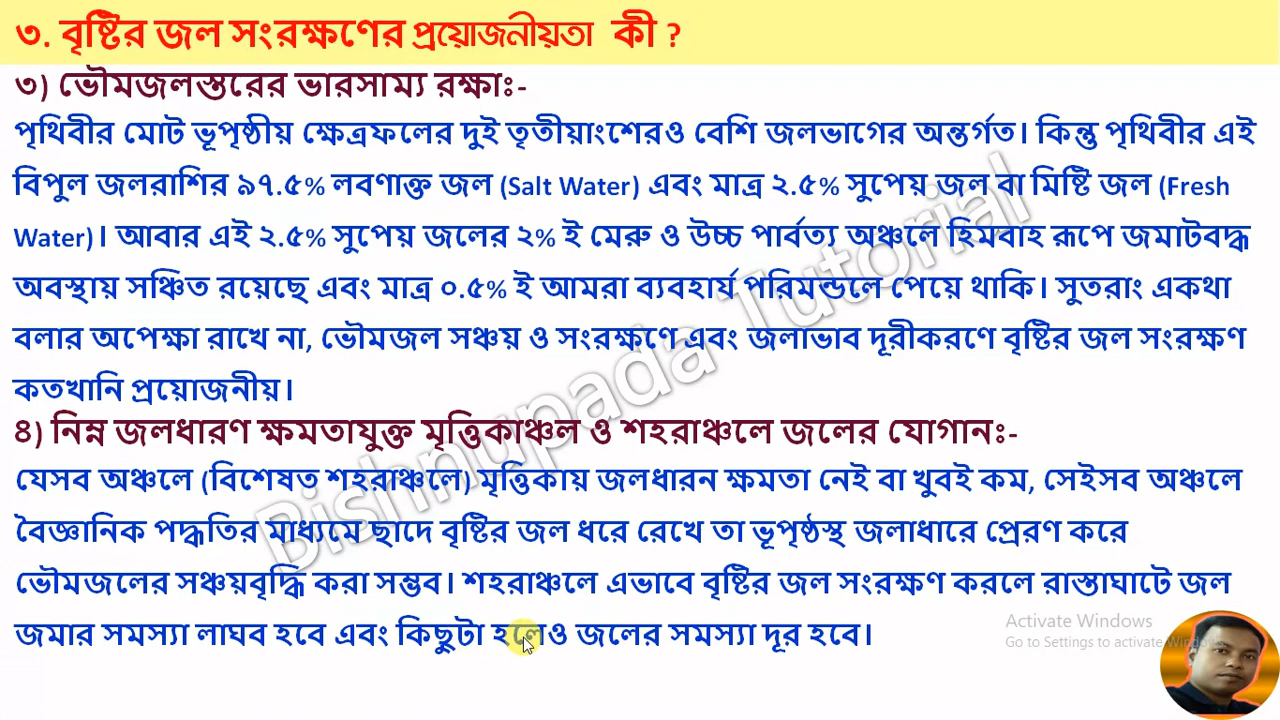 ৩. বৃষ্টির জল সংরক্ষণের প্রয়োজনীয়তা কী ?
৩) ভৌমজলস্তরের ভারসাম্য রক্ষাঃ-
পৃথিবীর মোট ভূপৃষ্ঠীয় ক্ষেত্রফলের দুই তৃতীয়াংশেরও বেশি জলভাগের অন্তর্গত। কিন্তু পৃথিবীর এই
বিপুল জলরাশির ৯৭.৫% লবণাক্ত জল (Salt Water) এবং মাত্র ২.৫% সুপেয় জল বা মিষ্টি জল (Fresh
Water)। আবার এই ২.৫% সুপেয় জলের ২% ই মেরু ও উচ্চ পার্বত্য অঞ্চলে হিমবাহ রূপে জমাটবদ্ধ
অবস্থায় সঞ্চিত রয়েছে এবং মাত্র ০.৫% ই আমরা ব্যবহার্য পরিমন্ডলে পেয়ে থাকি। সুতরাং একথা
বলার অপেক্ষা রাখে না, ভৌমজল সঞ্চয় ও সংরক্ষণে এবং জলাভাব দূরীকরণে বৃষ্টির জল সংরক্ষণ
কতখানি প্রয়োজনীয়।
৪) নিম্ন জলধারণ ক্ষমতাযুক্ত মৃত্তিকাঞ্চল ও শহরাঞ্চলে জলের যোগানঃ-
যেসব অঞ্চলে (বিশেষত শহরাঞ্চলে) মৃত্তিকায় জলধারন ক্ষমতা নেই বা খুবই কম, সেইসব অঞ্চলে
বৈজ্ঞানিক পদ্ধতির মাধ্যমে ছাদে বৃষ্টির জল ধরে রেখে তা ভূপৃষ্ঠস্থ জলাধারে প্রেরণ করে
ভৌমজলের সঞ্চয়বৃদ্ধি করা সম্ভব। শহরাঞ্চলে এভাবে বৃষ্টির জল সংরক্ষণ করলে রাস্তাঘাটে জল
জমার সমস্যা লাঘব হবে এবং কিছুটা হলেও জলের সমস্যা দূর হবে।
Bishnupada Tutorial
Activate Windows
Go to Settings to activate Windows.